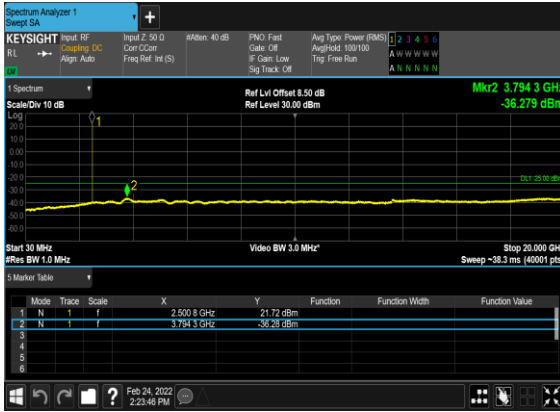 Spectrum Analyzer 1
Swept SA
+
KEYSIGHT Input: RF Input Z: 50 Ω #Atten: 40 dB PNO: Fast Avg Type: Power (RMS) 1 2 3 4 5 6
RL Coupling: DC Corr CCorr Gate: Off Avg|Hold: 100/100 A W W W W W
Align: Auto Freq Ref: Int (S) IF Gain: Low Trig: Free Run
Sig Track: Off A N N N N N
1 Spectrum Ref Lvl Offset 8.50 dB Mkr2 3.794 3 GHz
Scale/Div 10 dB Ref Level 30.00 dBm -36.279 dBm
Log
20.0
10.0
0.00
-10.0
-20.0
-30.0
-40.0
-50.0
-60.0
1
2
DL1 -25.00 dBm
Start 30 MHz Video BW 3.0 MHz* Stop 20.000 GHz
#Res BW 1.0 MHz Sweep ~38.3 ms (40001 pts)
5 Marker Table
Mode Trace Scale X Y Function Function Width Function Value
1 N 1 f 2.500 8 GHz 21.72 dBm
2 N 1 f 3.794 3 GHz -36.28 dBm
3
4
5
6
? Feb 24, 2022
2:23:46 PM